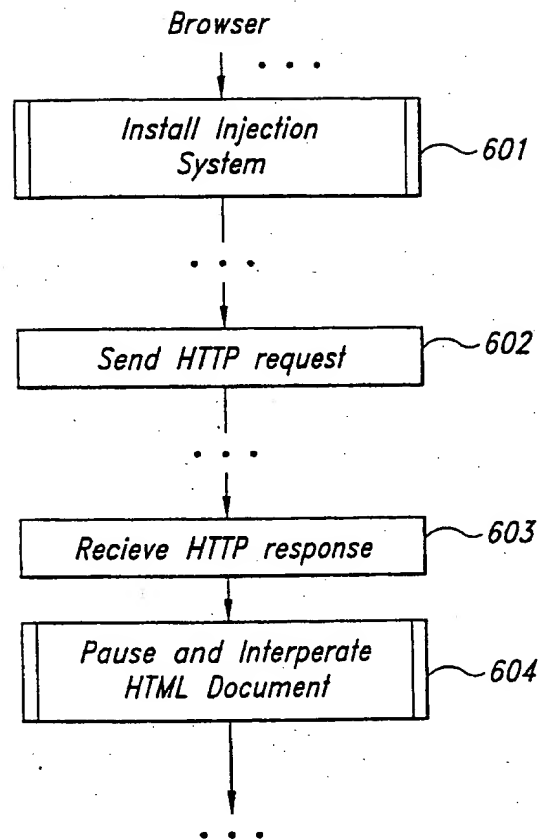 Browser
Install Injection
System
601
Send HTTP request
602
Recieve HTTP response
603
Pause and Interperate
HTML Document
604